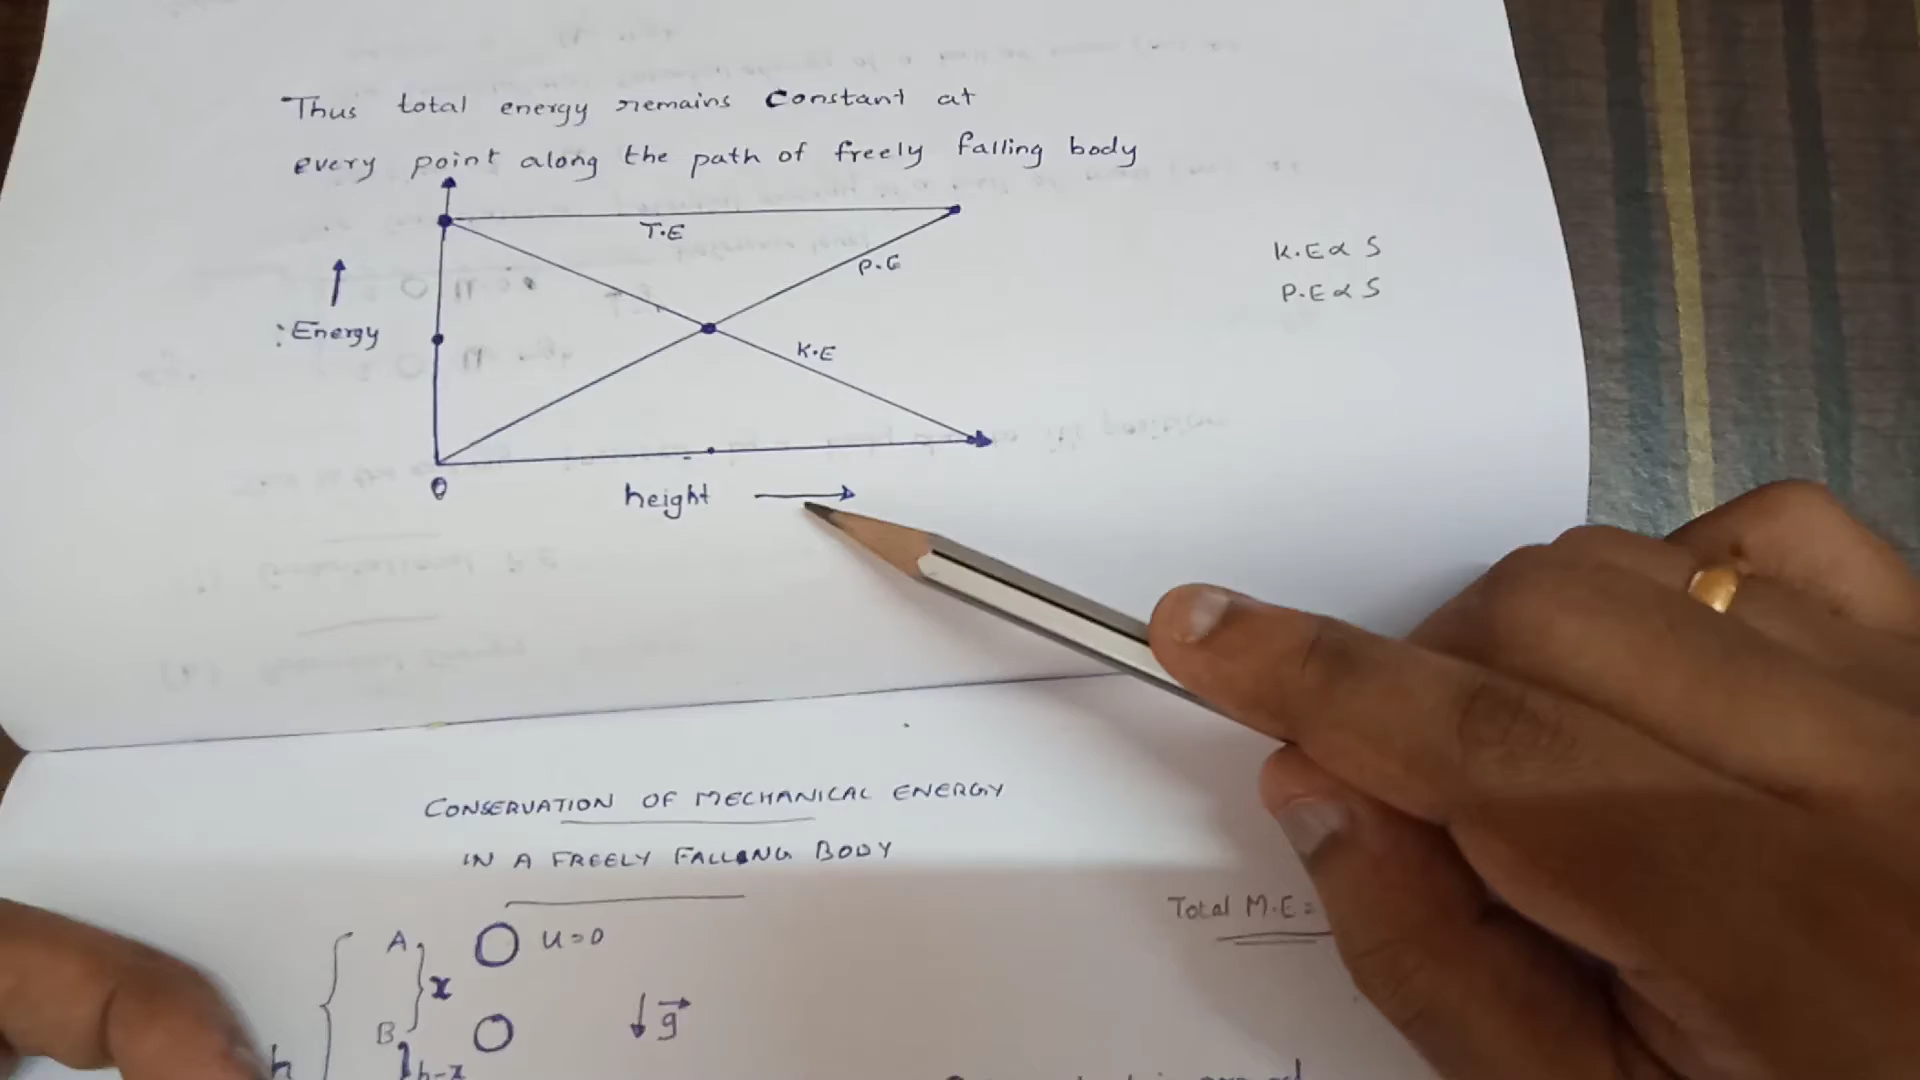 Thus total energy remains Constant at
every point along the path of freely falling body
T.E
P.E
K.E ∝ S
P.E ∝ S
: Energy
K.E
0
height
CONSERVATION OF MECHANICAL ENERGY
IN A FREELY FALLING BODY
Total M.E =
A
u=0
x
B
g
h
h-x